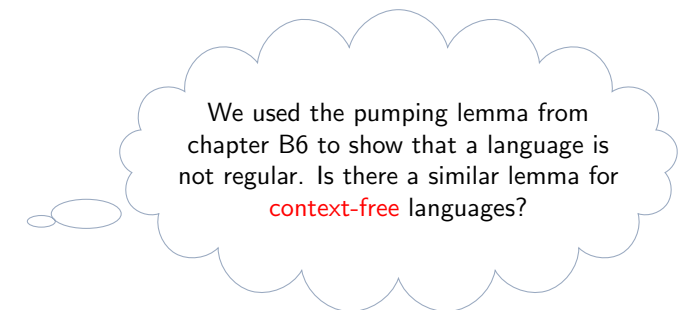 We used the pumping lemma from
chapter B6 to show that a language is
not regular. Is there a similar lemma for
context-free languages?